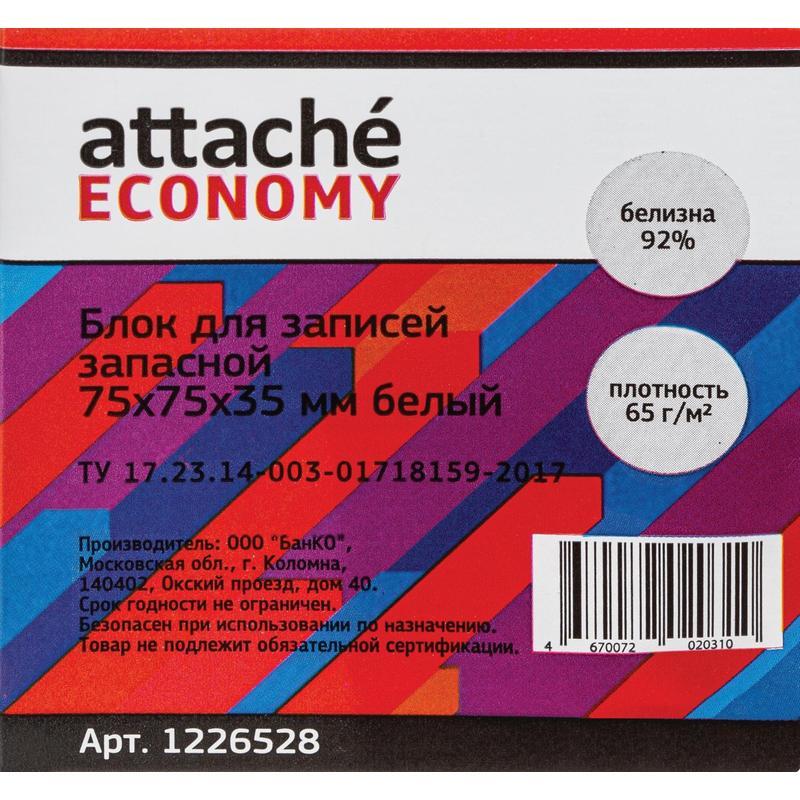 attaché
ECONOMY
белизна
92%
Блок для записей
запасной
75х75х35 мм белый
плотность
65 г/м²
ТУ 17.23.14-003-01718159-2017
Производитель: ООО "БанКО",
Московская обл., г. Коломна,
140402, Окский проезд, дом 40.
Срок годности не ограничен.
Безопасен при использовании по назначению.
Товар не подлежит обязательной сертификации.
4 670072 020310
Арт. 1226528